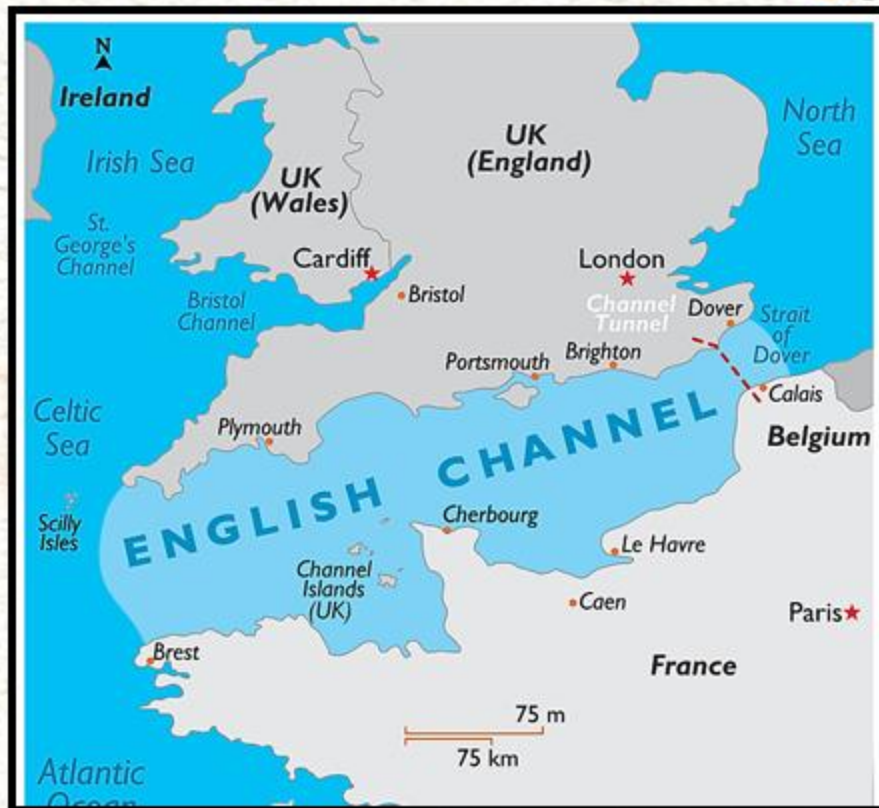 N
Ireland
Irish Sea
North
Sea
UK
(England)
UK
(Wales)
St.
George's
Channel
Cardiff
London
Bristol
Channel
Bristol
Channel
Tunnel
Dover
Strait
of
Dover
Portsmouth
Brighton
Calais
Celtic
Sea
Plymouth
Belgium
ENGLISH CHANNEL
Scilly
Isles
Cherbourg
Le Havre
Channel
Islands
(UK)
Caen
Paris
Brest
France
75 m
75 km
Atlantic
Ocean